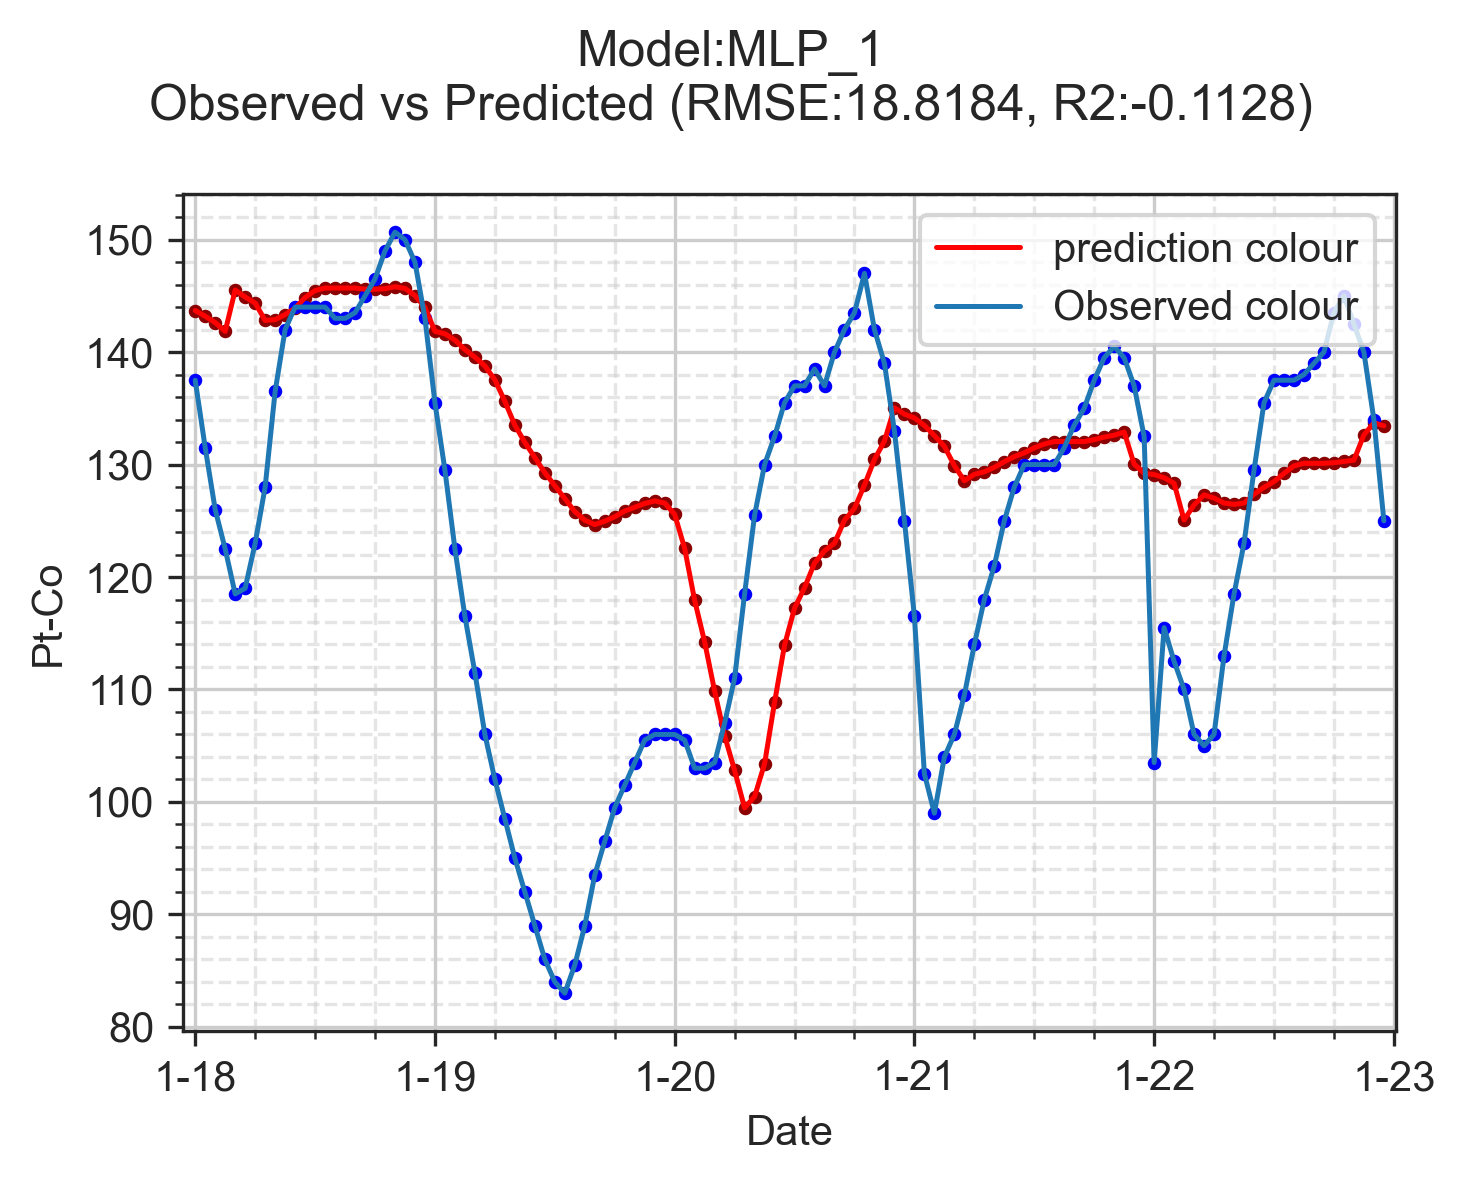 Model:MLP_1
Observed vs Predicted (RMSE:18.8184, R2:-0.1128)
prediction colour
Observed colour
150
140
130
120
110
100
90
80
Pt-Co
1-18
1-19
1-20
1-21
1-22
1-23
Date